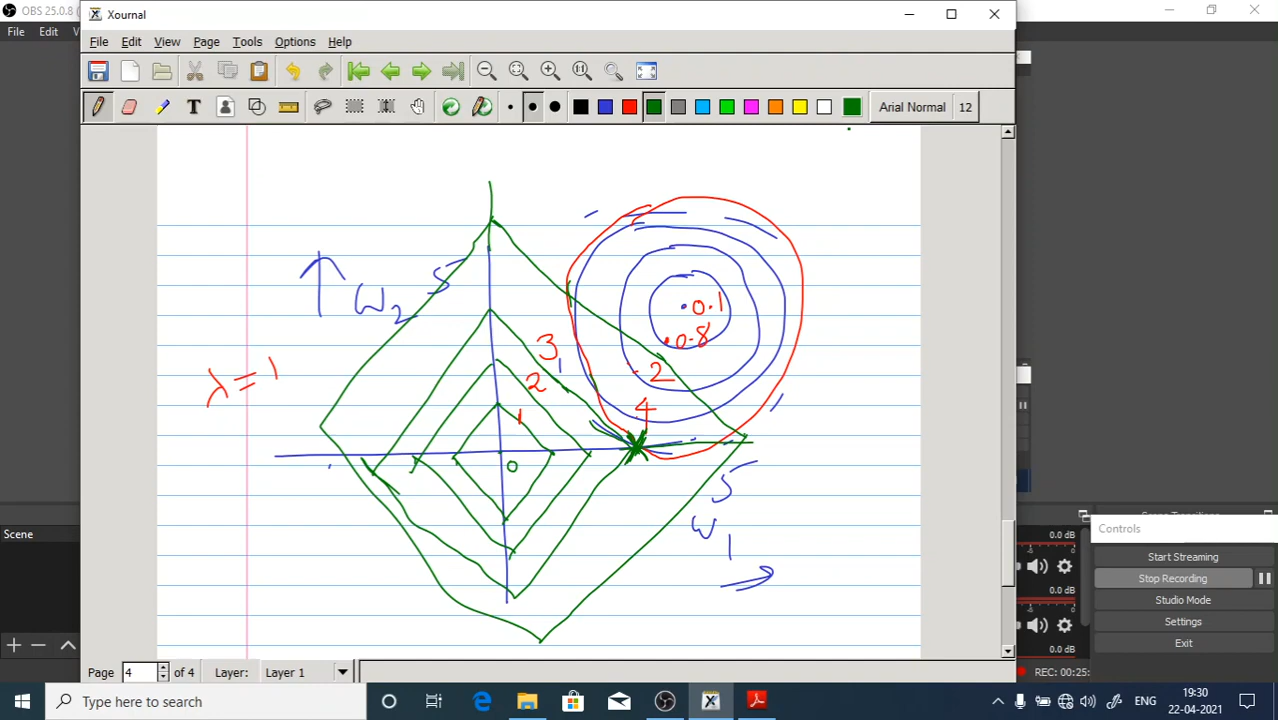 OBS 25.0.8
Xournal
File Edit
File Edit View Page Tools Options Help
Arial Normal 12
w2
5
λ=1
0.1
0.8
3
2
2
4
1
0
5
w1
Scene
Controls
0.0 dB
Start Streaming
Stop Recording
0.0 dB
Studio Mode
Settings
Exit
Page 4 of 4 Layer: Layer 1
REC: 00:25:
Type here to search
ENG
19:30
22-04-2021